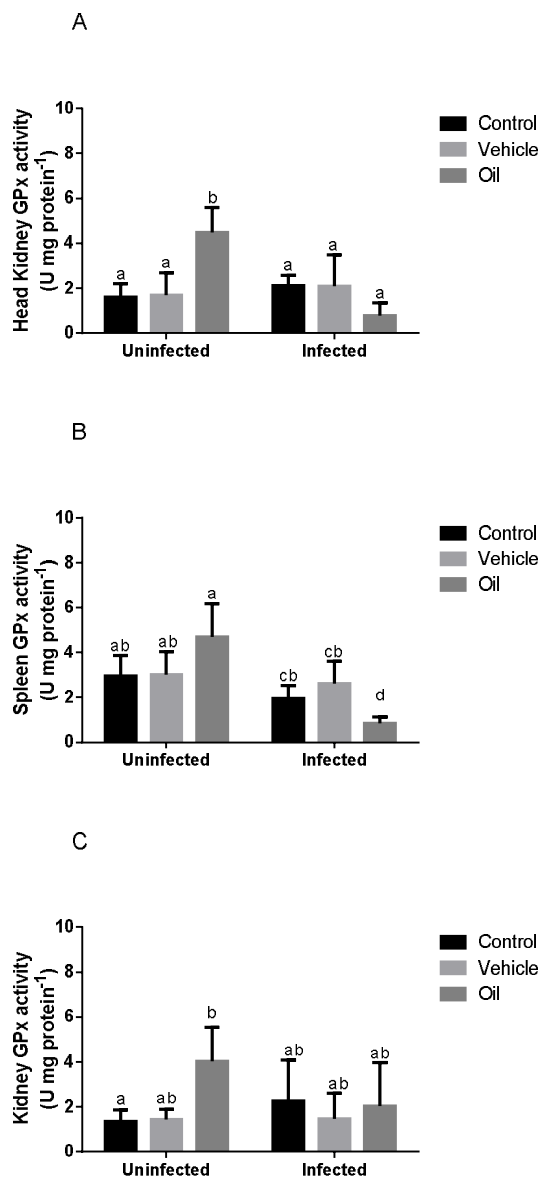 A
Head Kidney GPx activity
(U mg protein-1)
10
8
6
4
2
0
a
a
b
a
a
a
Uninfected
Infected
Control
Vehicle
Oil
B
Spleen GPx activity
(U mg protein-1)
10
8
6
4
2
0
ab
ab
a
cb
cb
d
Uninfected
Infected
Control
Vehicle
Oil
C
Kidney GPx activity
(U mg protein-1)
10
8
6
4
2
0
a
ab
b
ab
ab
ab
Uninfected
Infected
Control
Vehicle
Oil